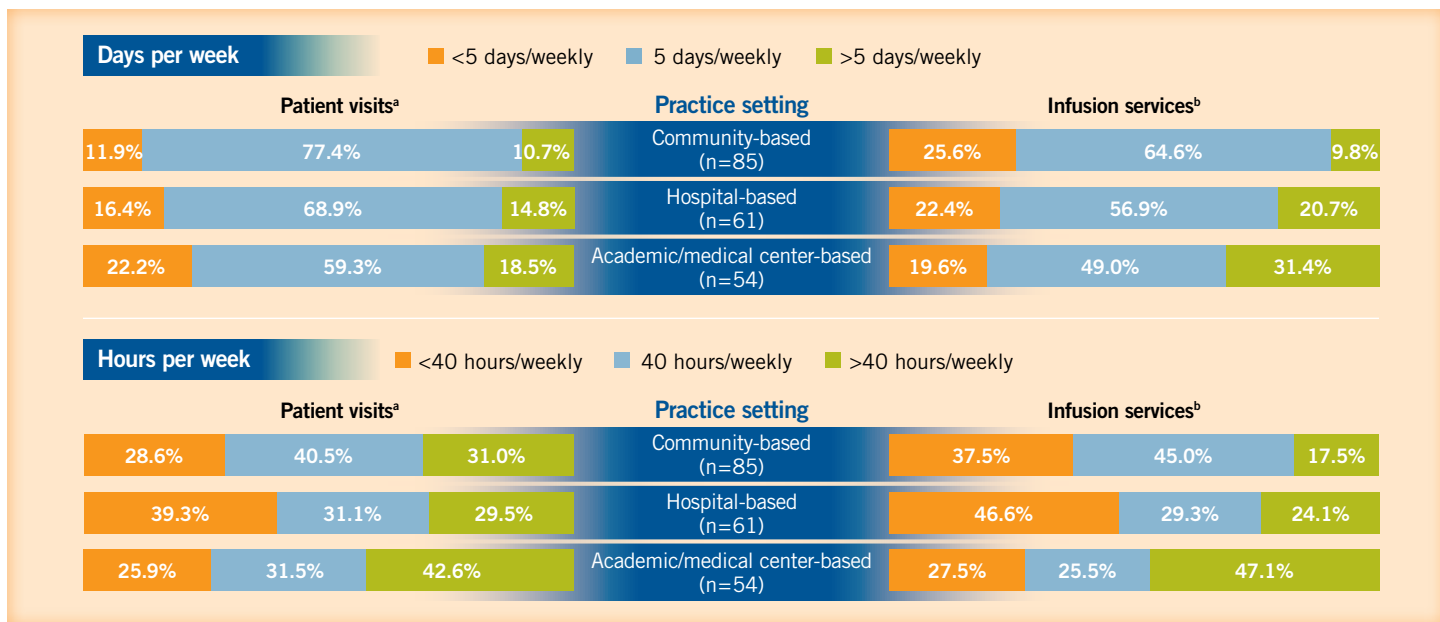 Days per week
<5 days/weekly 5 days/weekly >5 days/weekly
Patient visitsᵃ Practice setting Infusion servicesᵇ
11.9% 77.4% 10.7% Community-based 25.6% 64.6% 9.8%
(n=85)
16.4% 68.9% 14.8% Hospital-based 22.4% 56.9% 20.7%
(n=61)
22.2% 59.3% 18.5% Academic/medical center-based 19.6% 49.0% 31.4%
(n=54)
Hours per week
<40 hours/weekly 40 hours/weekly >40 hours/weekly
Patient visitsᵃ Practice setting Infusion servicesᵇ
28.6% 40.5% 31.0% Community-based 37.5% 45.0% 17.5%
(n=85)
39.3% 31.1% 29.5% Hospital-based 46.6% 29.3% 24.1%
(n=61)
25.9% 31.5% 42.6% Academic/medical center-based 27.5% 25.5% 47.1%
(n=54)